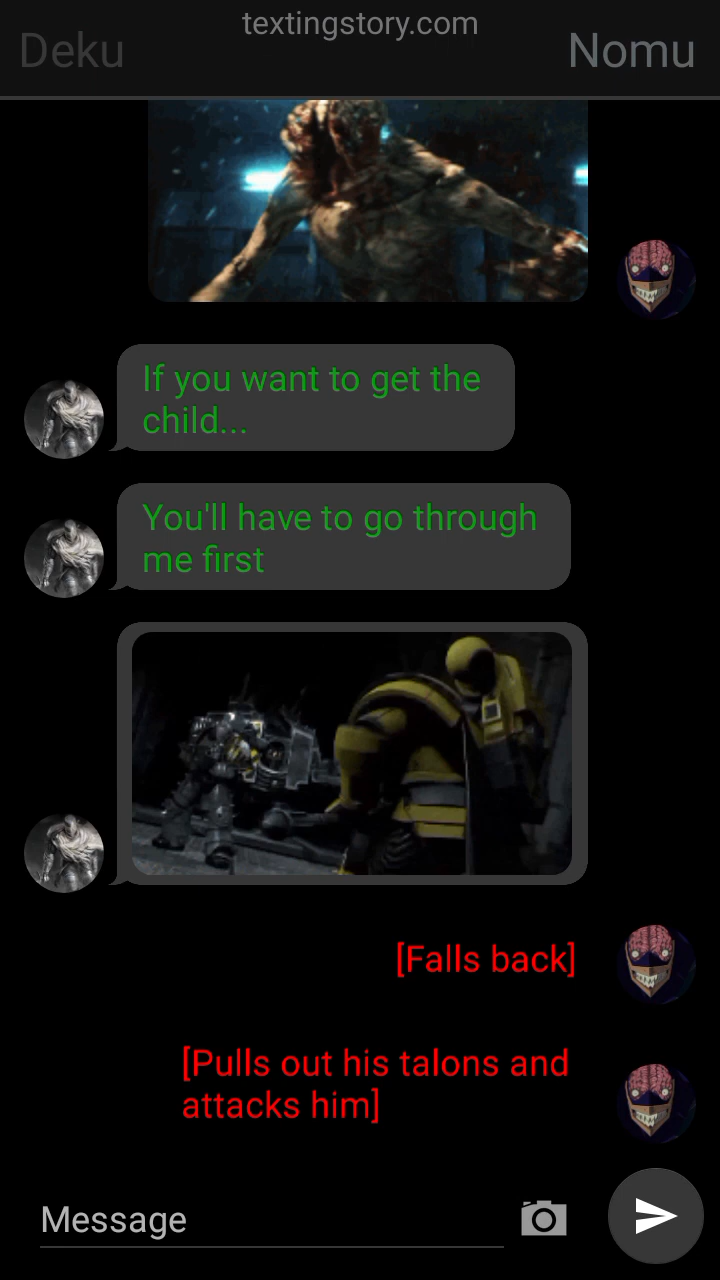 textingstory.com
Deku
Nomu
If you want to get the
child...
You'll have to go through
me first
[Falls back]
[Pulls out his talons and
attacks him]
Message